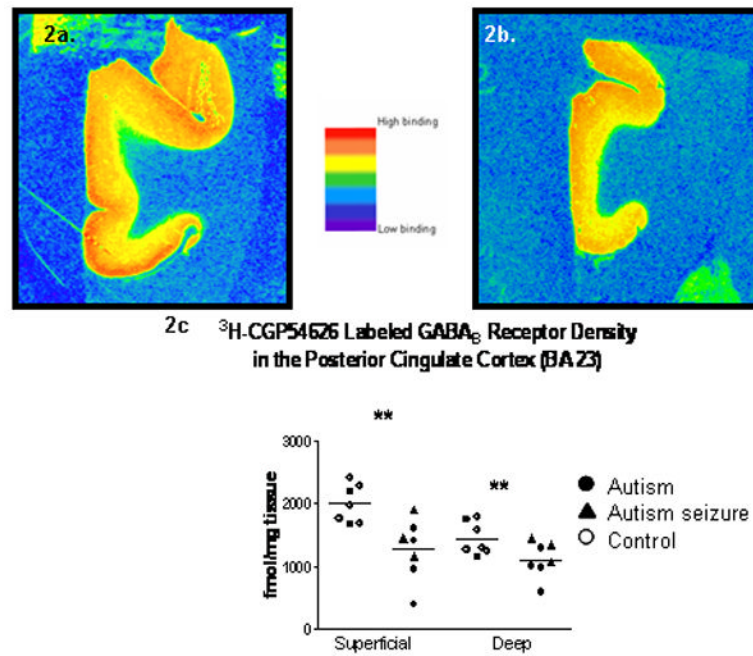 2a.
2b.
High binding
Low binding
2c ³H-CGP54626 Labeled GABA_B Receptor Density
in the Posterior Cingulate Cortex (BA 23)
**
**
3000
2000
1000
0
fmol/mg tissue
Superficial Deep
Autism
Autism seizure
Control